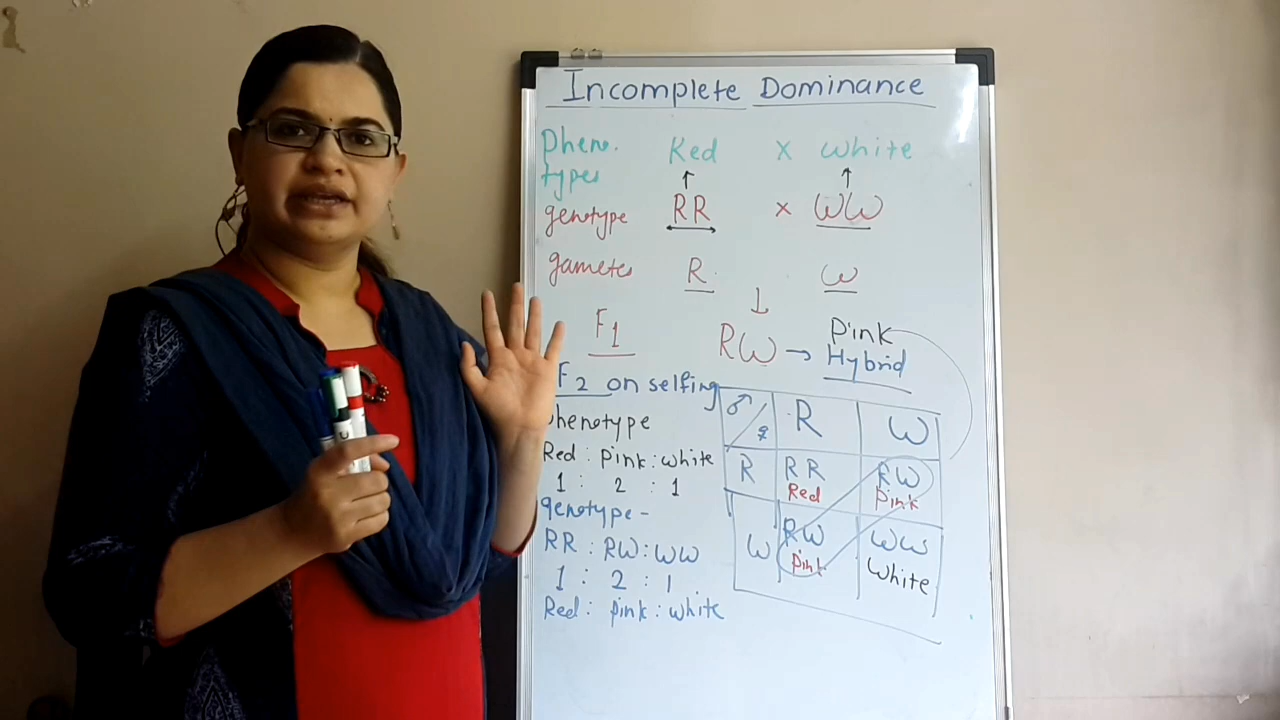 Incomplete Dominance
pheno. Red x white
types
genotype RR x WW
gametes R W
F1 RW → Pink
Hybrid
F2 on selfing
♂ ♀ R W
phenotype
Red : pink : white
1 : 2 : 1
genotype -
RR : RW : WW
1 : 2 : 1
Red : pink : white
R RR RW
Red Pink
W RW WW
Pink White